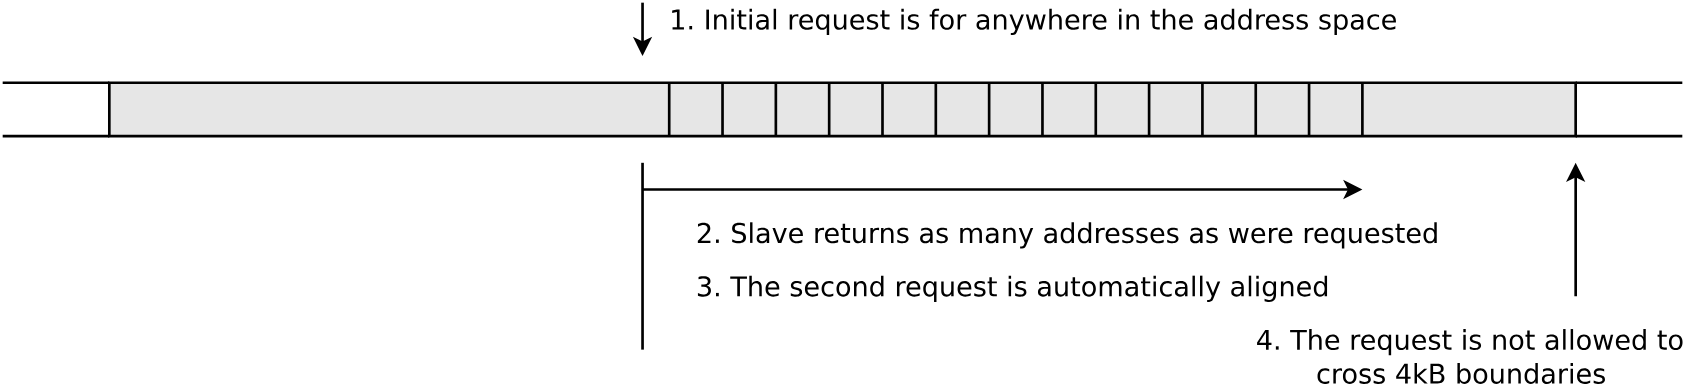 1. Initial request is for anywhere in the address space
2. Slave returns as many addresses as were requested
3. The second request is automatically aligned
4. The request is not allowed to
cross 4kB boundaries